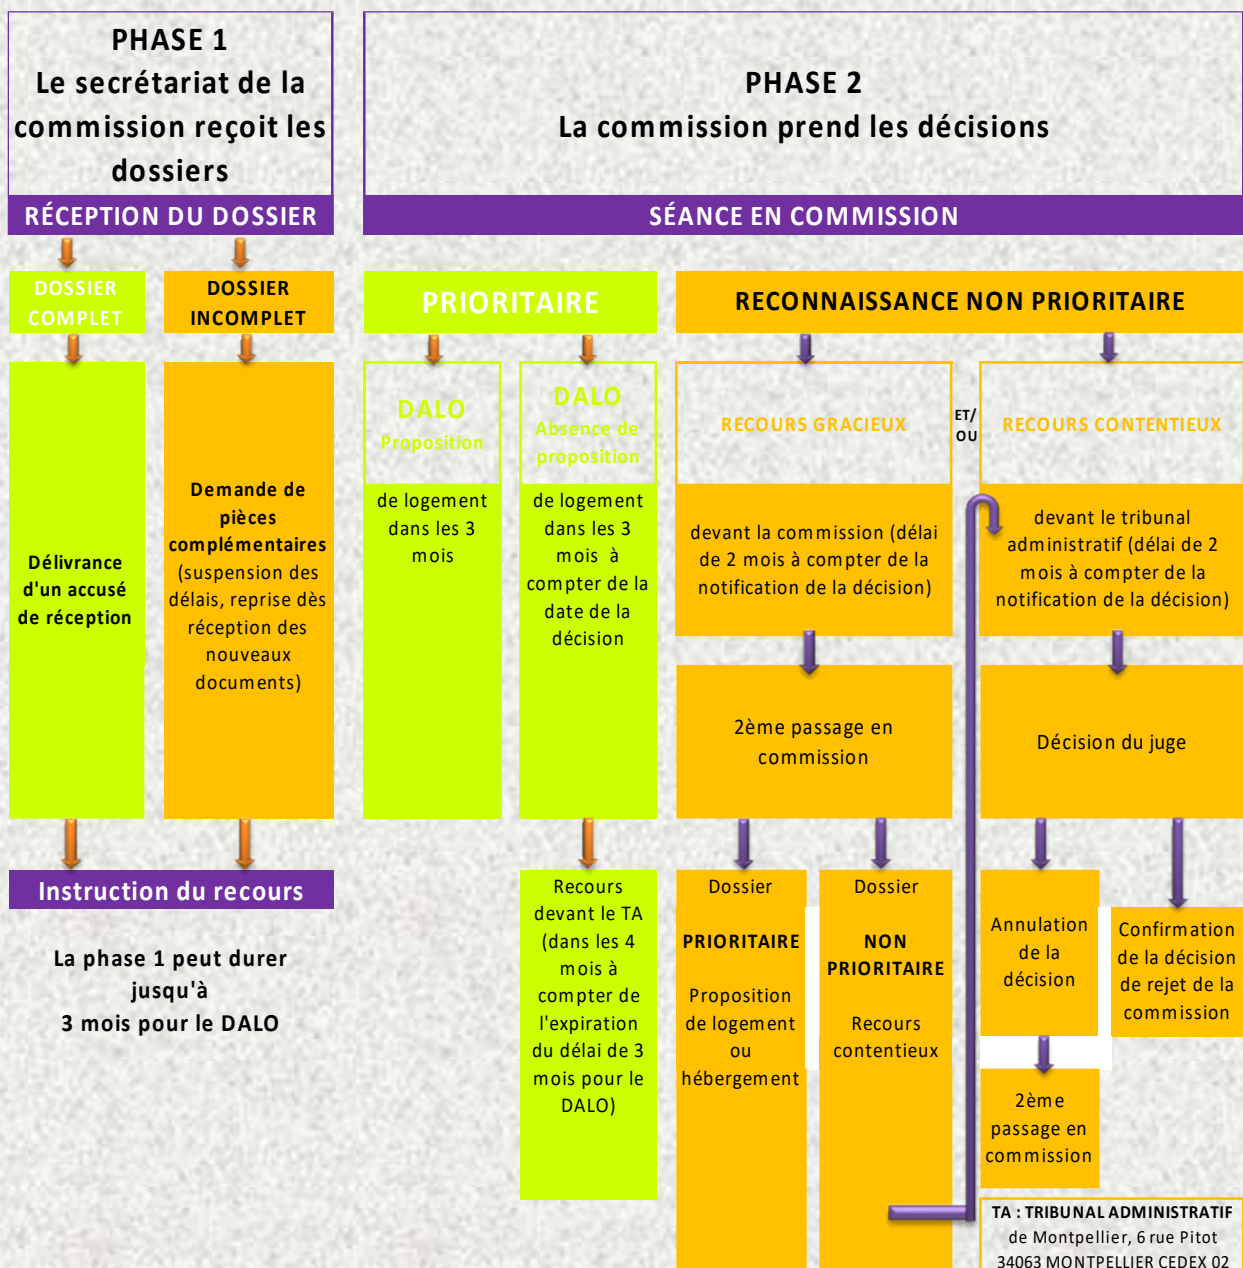 PHASE 1
Le secrétariat de la
commission reçoit les
dossiers
RÉCEPTION DU DOSSIER
DOSSIER
COMPLET
DOSSIER
INCOMPLET
Délivrance
d'un accusé
de réception
Demande de
pièces
complémentaires
(suspension des
délais, reprise dès
réception des
nouveaux
documents)
Instruction du recours
La phase 1 peut durer
jusqu'à
3 mois pour le DALO
PHASE 2
La commission prend les décisions
SÉANCE EN COMMISSION
PRIORITAIRE
DALO
Proposition
de logement
dans les 3
mois
DALO
Absence de
proposition
de logement
dans les 3
mois à
compter de la
date de la
décision
Recours
devant le TA
(dans les 4
mois à
compter de
l'expiration
du délai de 3
mois pour le
DALO)
RECONNAISSANCE NON PRIORITAIRE
RECOURS GRACIEUX
ET/
OU
RECOURS CONTENTIEUX
devant la commission (délai
de 2 mois à compter de la
notification de la décision)
devant le tribunal
administratif (délai de 2
mois à compter de la
notification de la décision)
2ème passage en
commission
Décision du juge
Dossier
PRIORITAIRE
Proposition
de logement
ou
hébergement
Dossier
NON
PRIORITAIRE
Recours
contentieux
Annulation
de la
décision
Confirmation
de la décision
de rejet de la
commission
2ème
passage en
commission
TA : TRIBUNAL ADMINISTRATIF
de Montpellier, 6 rue Pitot
34063 MONTPELLIER CEDEX 02